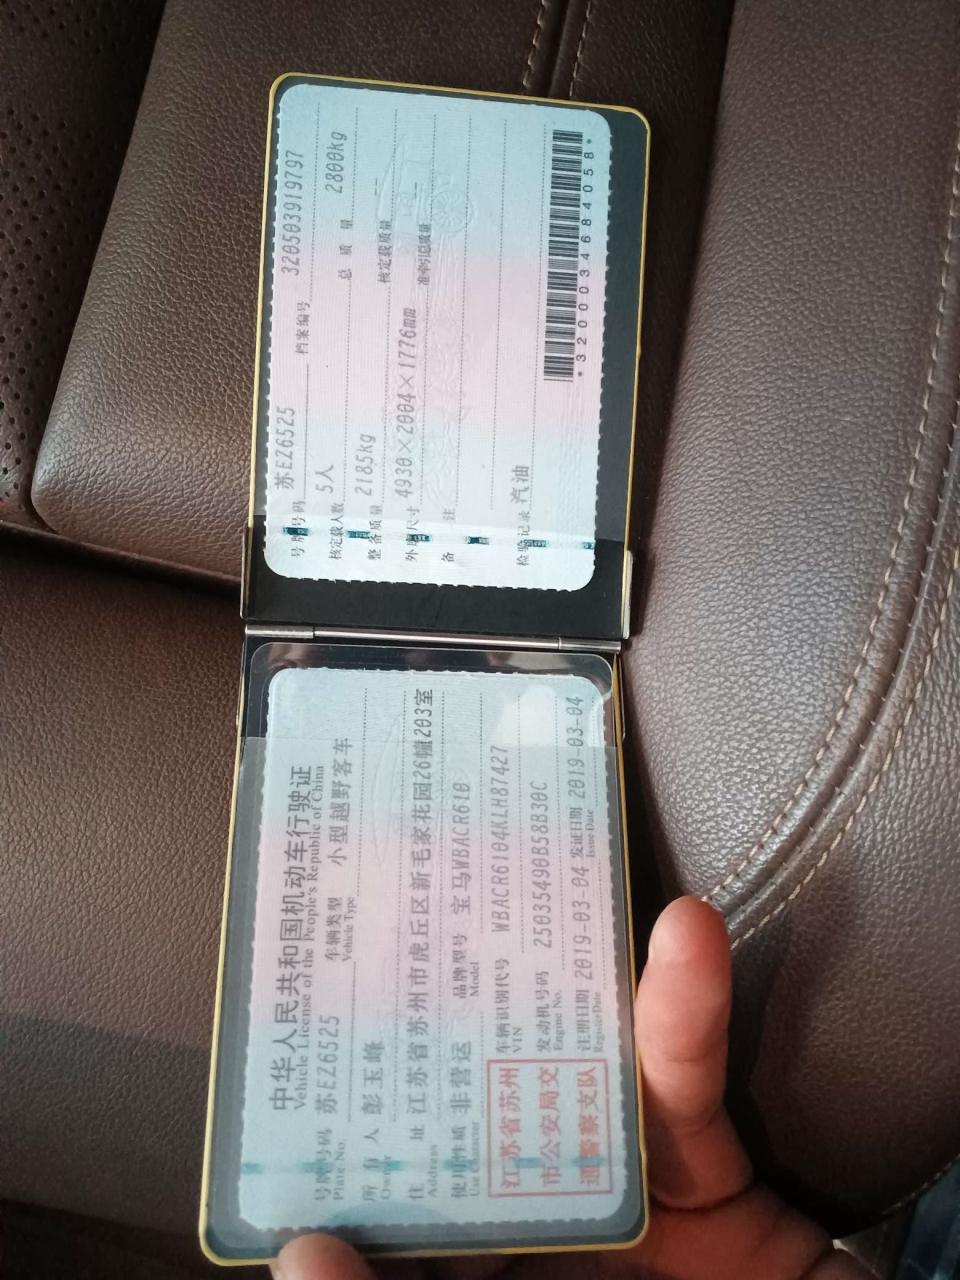 中华人民共和国机动车行驶证
Vehicle License of the People's Republic of China
号牌号码 苏EZ6525 车辆类型 小型越野客车
Plate No. Vehicle Type
所有人 彭玉峰
Owner
住址 江苏省苏州市虎丘区新毛家花园26幢203室
Address
使用性质 非营运 品牌型号 宝马WBACR610
Use Character Model
江苏省苏州
市公安局交
通警察支队
车辆识别代号 WBACR6104KLH87427
VIN
发动机号码 25035490B58B30C
Engine No.
注册日期 2019-03-04 发证日期 2019-03-04
Register Date Issue Date
号牌号码 苏EZ6525 档案编号 320503919797
核定载人数 5人 总质量 2800kg
整备质量 2185kg 核定载质量 --
外廓尺寸 4930×2004×1776mm 准牵引总质量 --
备注
检验记录 汽油
*3200034684058*